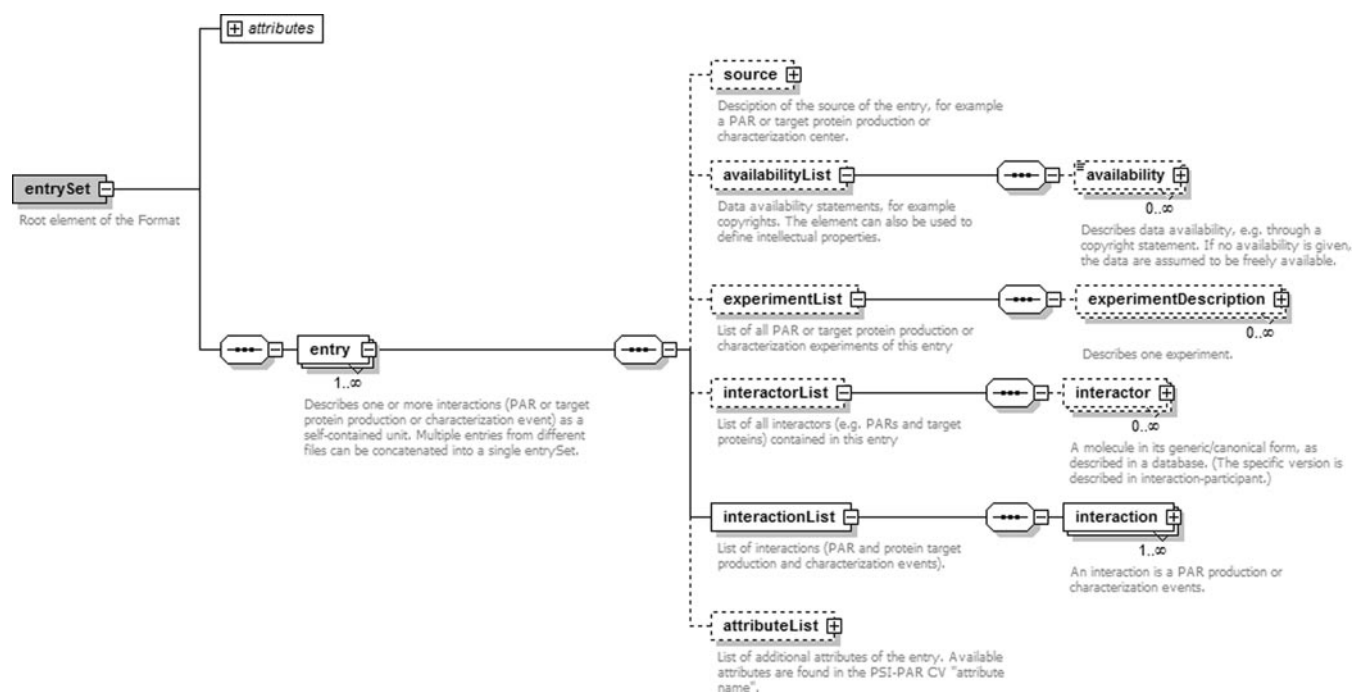 attributes
source
Desciption of the source of the entry, for example
a PAR or target protein production or
characterization center.
entrySet
Root element of the Format
availabilityList
Data availability statements, for example
copyrights. The element can also be used to
define intellectual properties.
availability
0..∞
Describes data availability, e.g. through a
copyright statement. If no availability is given,
the data are assumed to be freely available.
experimentList
List of all PAR or target protein production or
characterization experiments of this entry
experimentDescription
0..∞
Describes one experiment.
entry
1..∞
Describes one or more interactions (PAR or target
protein production or characterization event) as a
self-contained unit. Multiple entries from different
files can be concatenated into a single entrySet.
interactorList
List of all interactors (e.g. PARs and target
proteins) contained in this entry
interactor
0..∞
A molecule in its generic/canonical form, as
described in a database. (The specific version is
described in interaction-participant.)
interactionList
List of interactions (PAR and protein target
production and characterization events).
interaction
1..∞
An interaction is a PAR production or
characterization events.
attributeList
List of additional attributes of the entry. Available
attributes are found in the PSI-PAR CV "attribute
name".